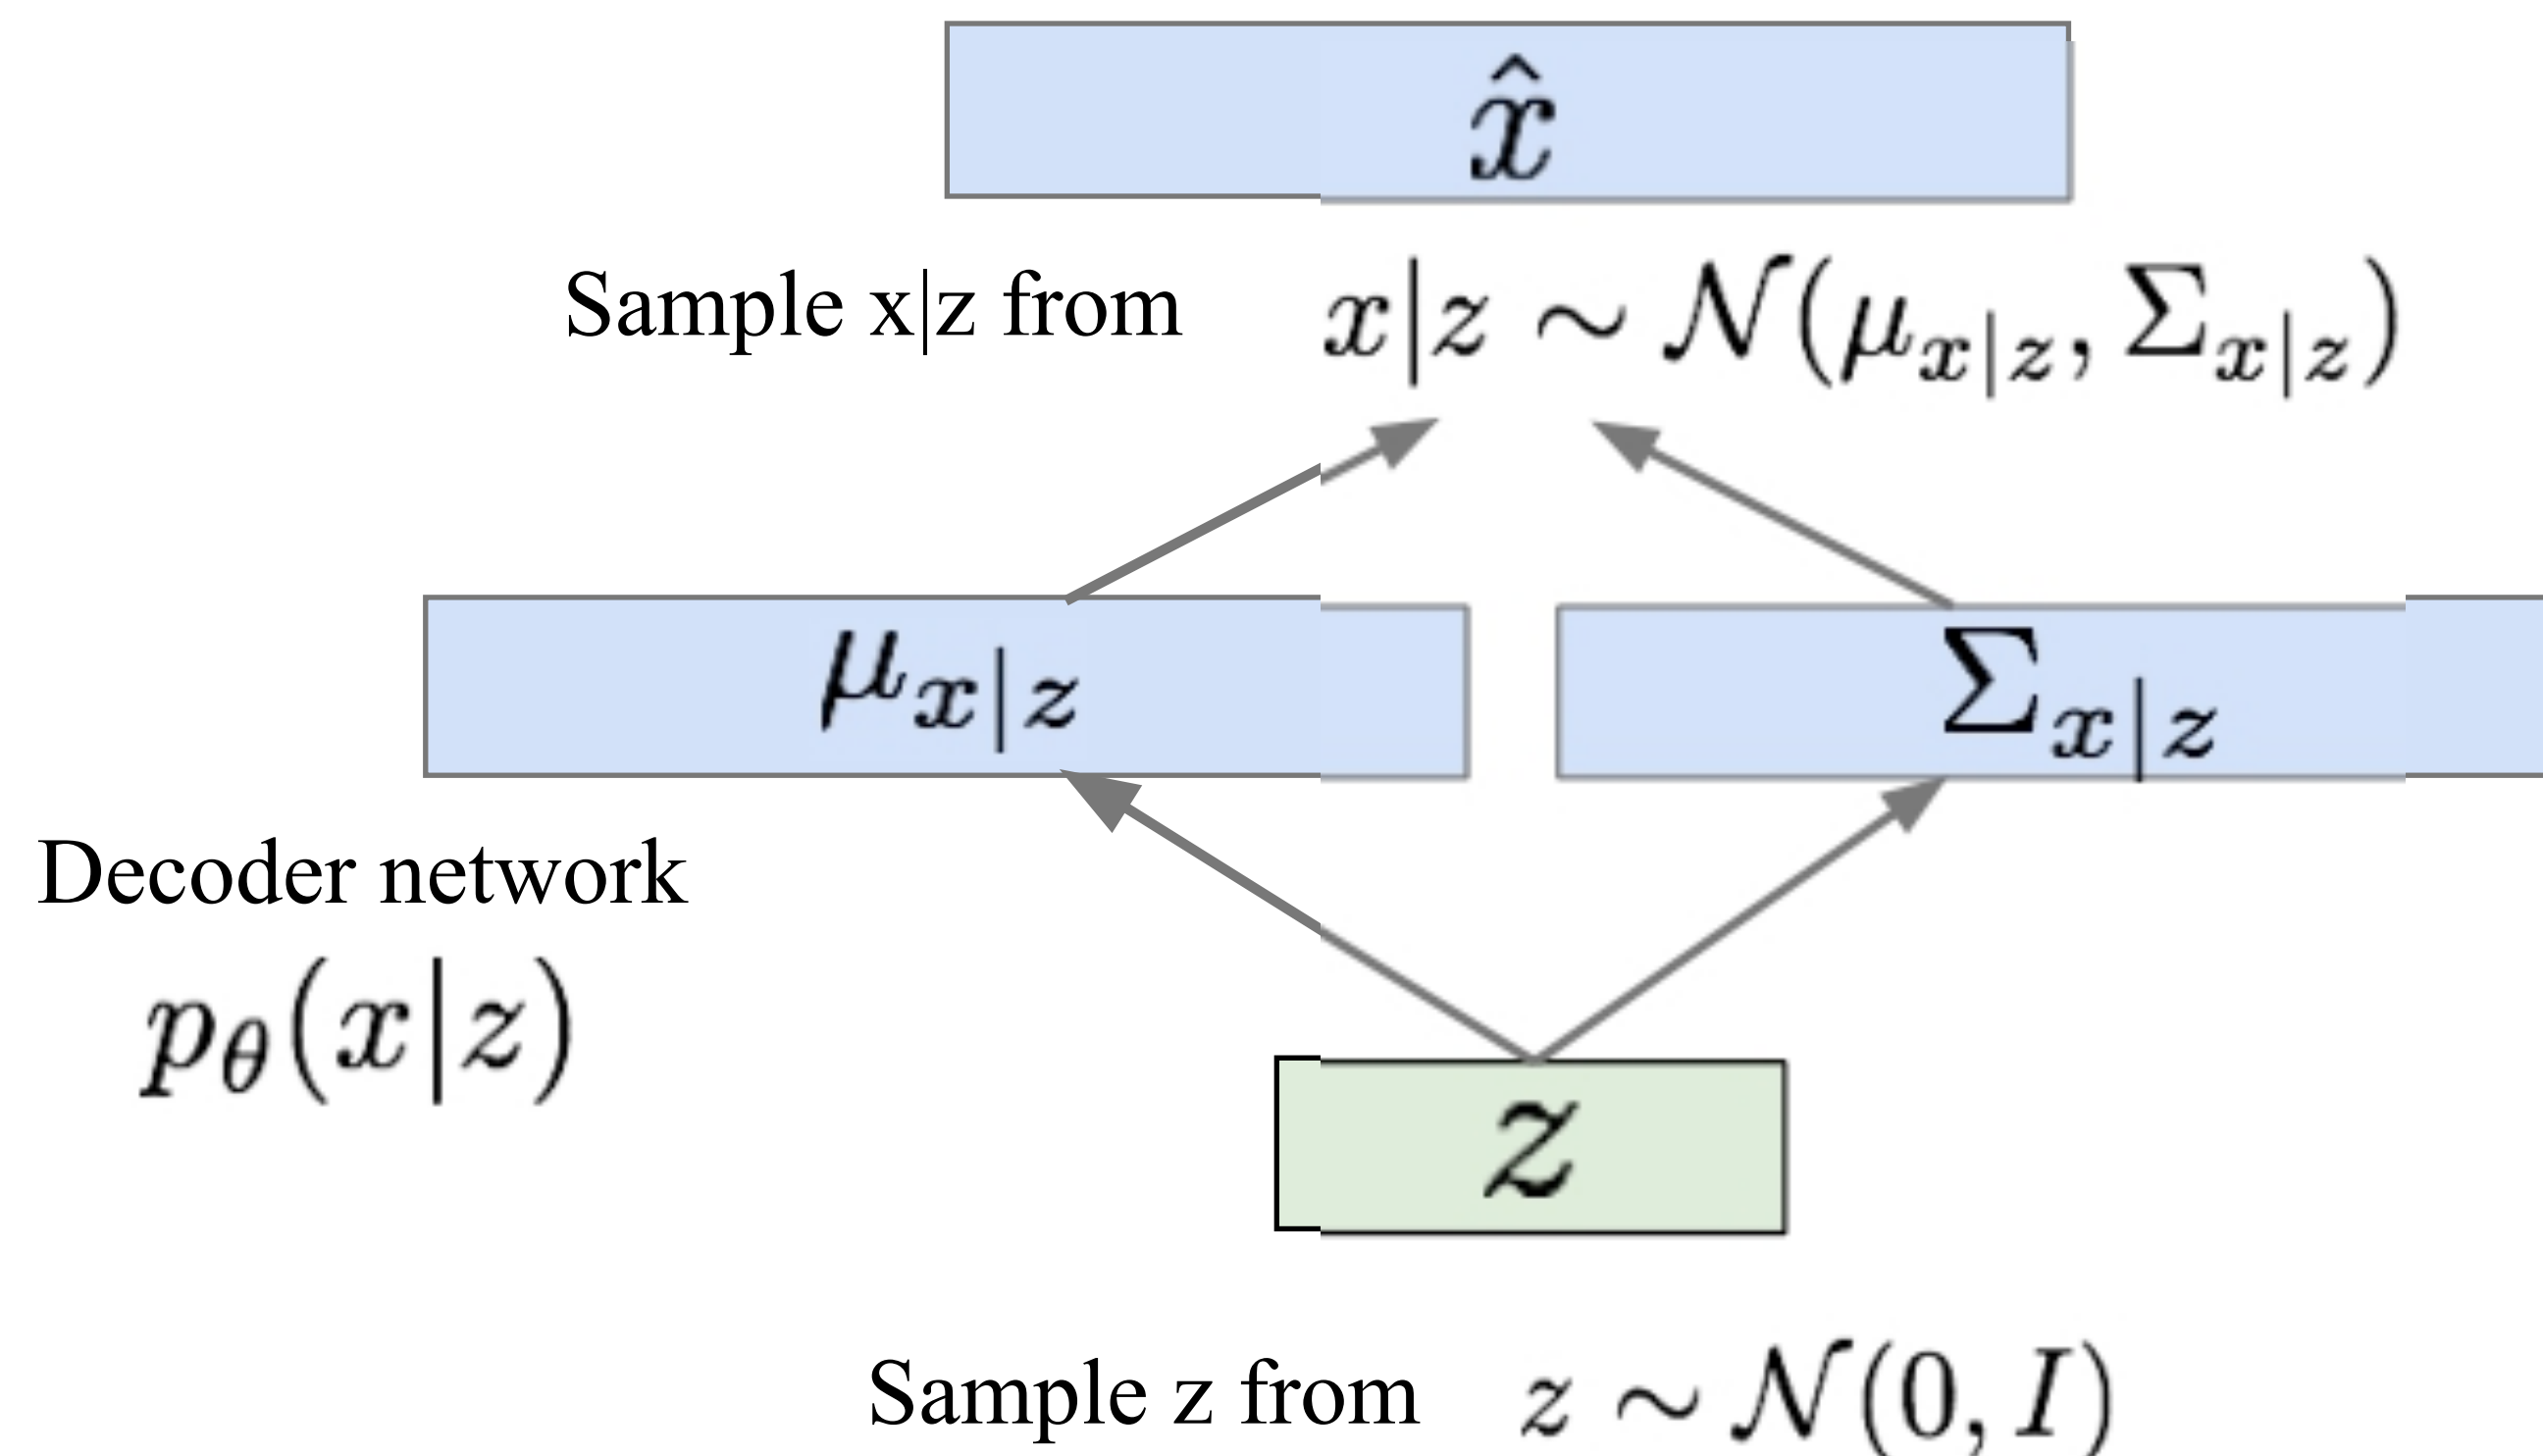 x̂
Sample x|z from x|z ∼ 𝒩(μ_{x|z}, Σ_{x|z})
μ_{x|z} Σ_{x|z}
Decoder network
p_θ(x|z)
z
Sample z from z ∼ 𝒩(0, I)